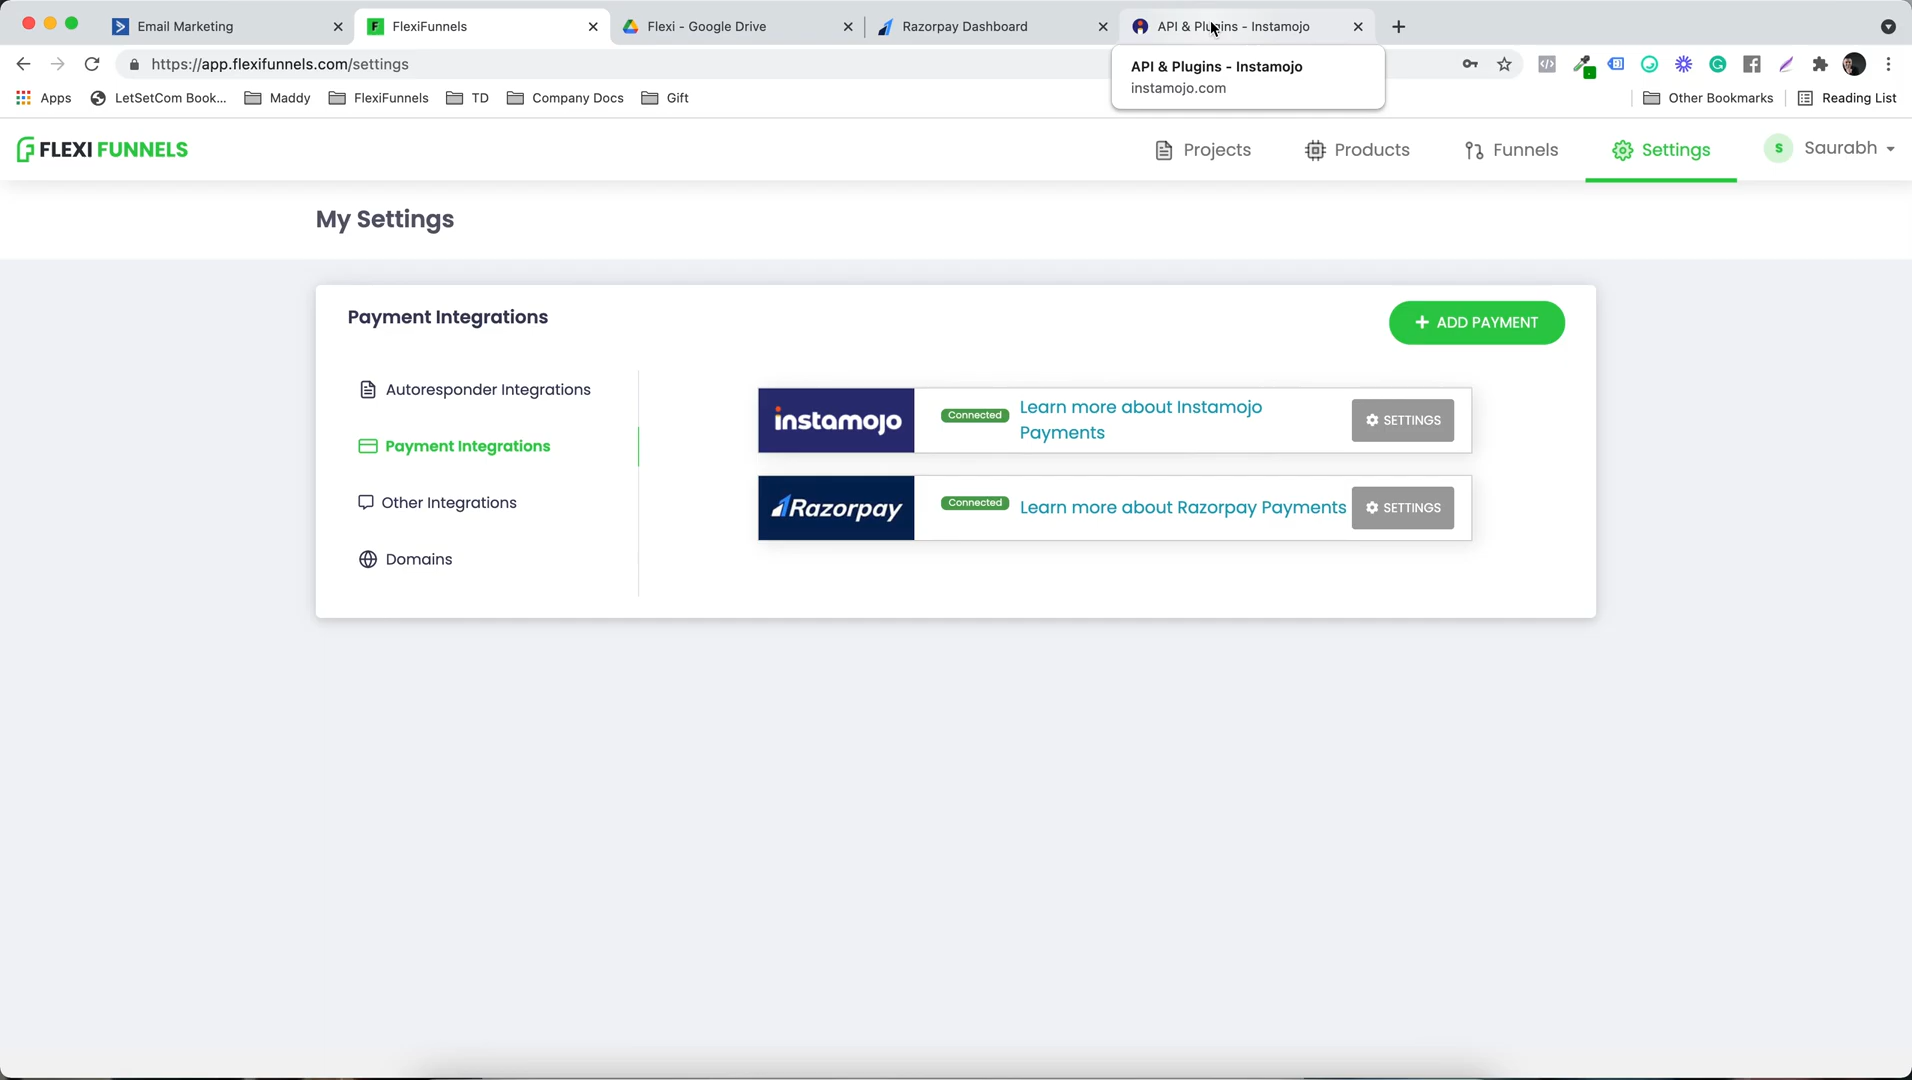 Email Marketing
FlexiFunnels
Flexi - Google Drive
Razorpay Dashboard
API & Plugins - Instamojo
https://app.flexifunnels.com/settings
API & Plugins - Instamojo
instamojo.com
Apps
LetSetCom Book...
Maddy
FlexiFunnels
TD
Company Docs
Gift
Other Bookmarks
Reading List
FLEXI FUNNELS
Projects
Products
Funnels
Settings
S
Saurabh
My Settings
Payment Integrations
+ ADD PAYMENT
Autoresponder Integrations
Payment Integrations
Other Integrations
Domains
instamojo
Connected
Learn more about Instamojo
Payments
SETTINGS
Razorpay
Connected
Learn more about Razorpay Payments
SETTINGS